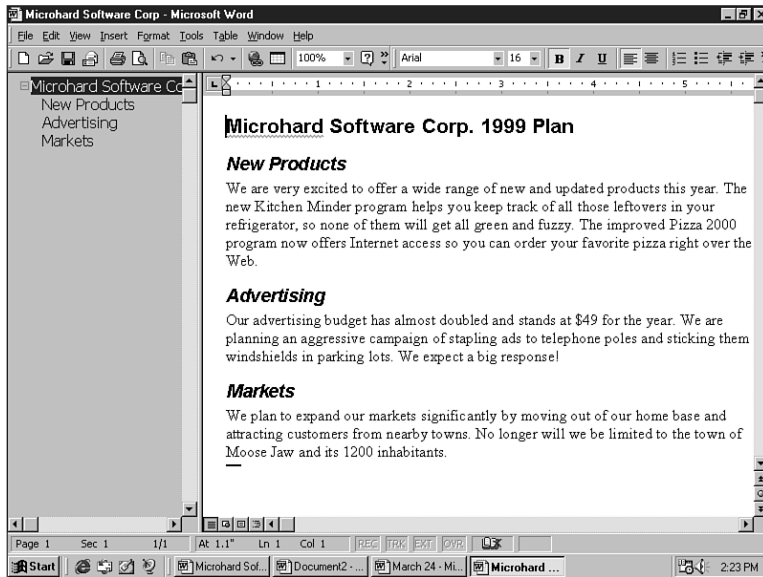 Microhard Software Corp - Microsoft Word
File Edit View Insert Format Tools Table Window Help
100% Arial 16 B I U
Microhard Software Co
New Products
Advertising
Markets
1 2 3 4 5
Microhard Software Corp. 1999 Plan
New Products
We are very excited to offer a wide range of new and updated products this year. The
new Kitchen Minder program helps you keep track of all those leftovers in your
refrigerator, so none of them will get all green and fuzzy. The improved Pizza 2000
program now offers Internet access so you can order your favorite pizza right over the
Web.
Advertising
Our advertising budget has almost doubled and stands at $49 for the year. We are
planning an aggressive campaign of stapling ads to telephone poles and sticking them
windshields in parking lots. We expect a big response!
Markets
We plan to expand our markets significantly by moving out of our home base and
attracting customers from nearby towns. No longer will we be limited to the town of
Moose Jaw and its 1200 inhabitants.
Page 1 Sec 1 1/1 At 1.1" Ln 1 Col 1 REC TRK EXT OVR
Start Microhard Sof... Document2 - ... March 24 - Mi... Microhard ... 2:23 PM